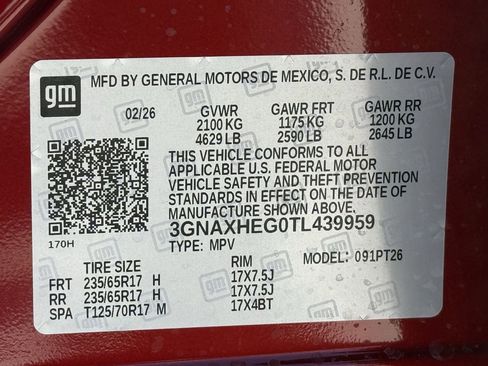 gm
MFD BY GENERAL MOTORS DE MEXICO, S. DE R.L. DE C.V.
02/26 GVWR GAWR FRT GAWR RR
2100 KG 1175 KG 1200 KG
4629 LB 2590 LB 2645 LB
THIS VEHICLE CONFORMS TO ALL
APPLICABLE U.S. FEDERAL MOTOR
VEHICLE SAFETY AND THEFT PREVENTION
STANDARDS IN EFFECT ON THE DATE OF
MANUFACTURE SHOWN ABOVE.
3GNAXHEG0TL439959
170H TYPE: MPV
TIRE SIZE RIM MODEL: 091PT26
FRT 235/65R17 H 17X7.5J
RR 235/65R17 H 17X7.5J
SPA T125/70R17 M 17X4BT